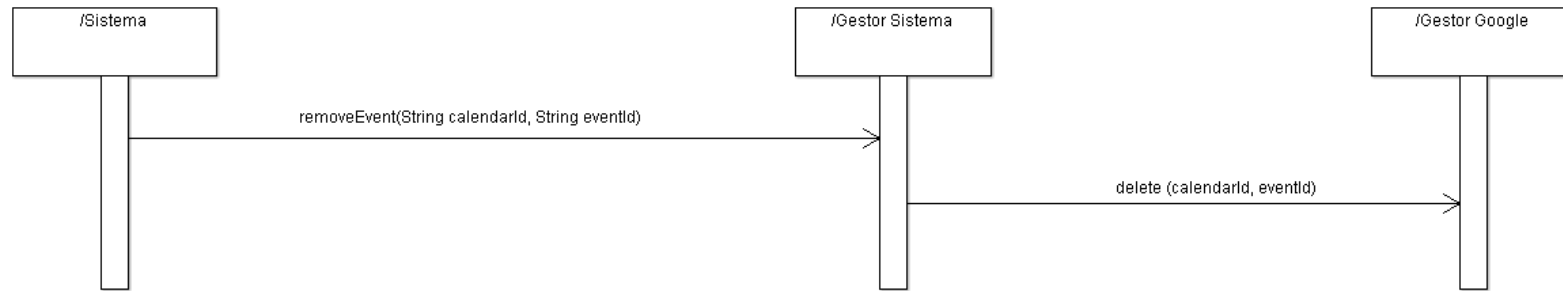 /Sistema
/Gestor Sistema
/Gestor Google
removeEvent(String calendarId, String eventId)
delete (calendarId, eventId)